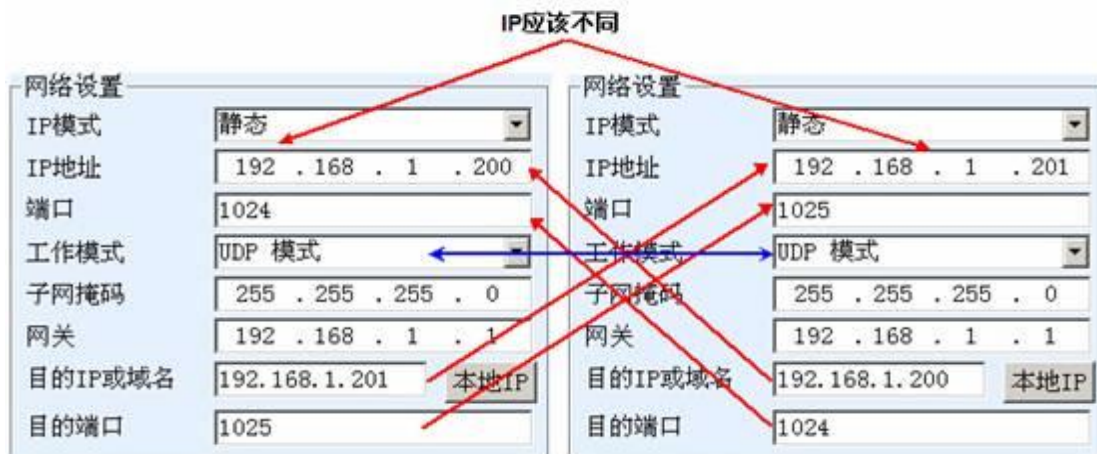 IP应该不同
网络设置
IP模式 静态
IP地址 192 . 168 . 1 . 200
端口 1024
工作模式 UDP 模式
子网掩码 255 . 255 . 255 . 0
网关 192 . 168 . 1 . 1
目的IP或域名 192.168.1.201 本地IP
目的端口 1025
网络设置
IP模式 静态
IP地址 192 . 168 . 1 . 201
端口 1025
工作模式 UDP 模式
子网掩码 255 . 255 . 255 . 0
网关 192 . 168 . 1 . 1
目的IP或域名 192.168.1.200 本地IP
目的端口 1024